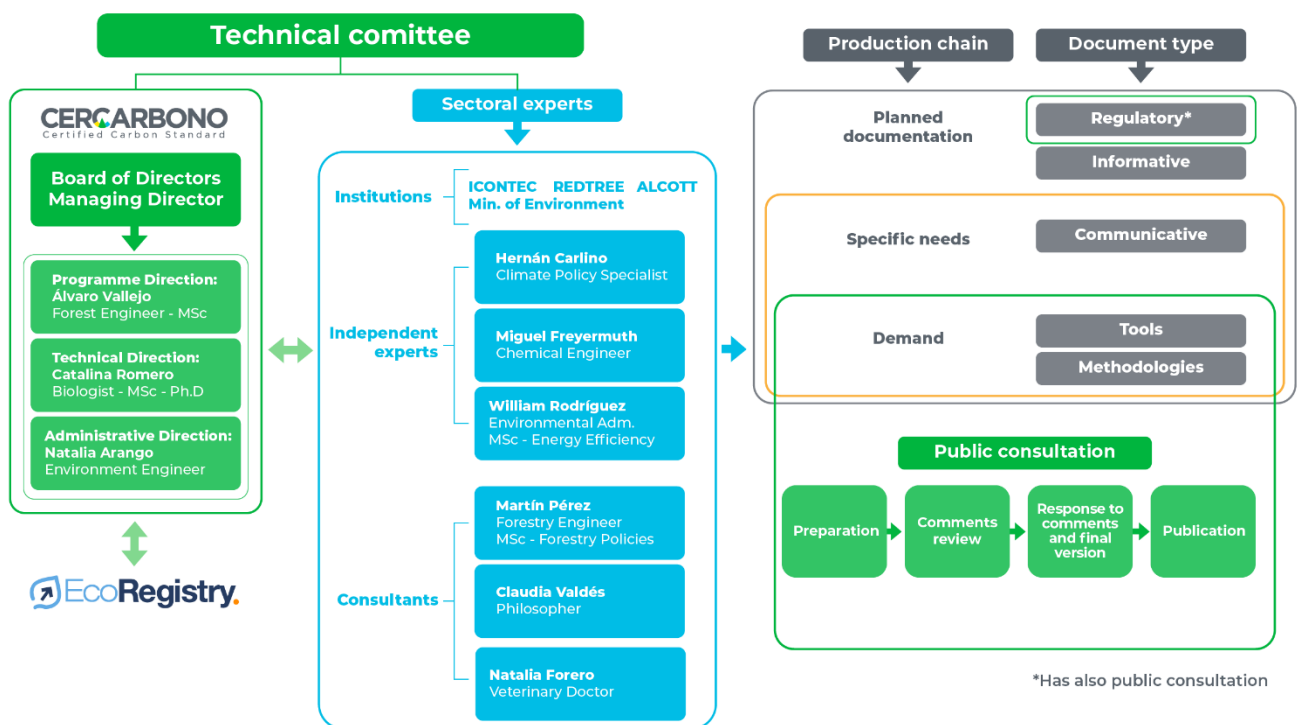 Technical comittee
CERCARBONO
Certified Carbon Standard
Board of Directors
Managing Director
Programme Direction:
Álvaro Vallejo
Forest Engineer - MSc
Technical Direction:
Catalina Romero
Biologist - MSc - Ph.D
Administrative Direction:
Natalia Arango
Environment Engineer
EcoRegistry.
Sectoral experts
Institutions
ICONTEC REDTREE ALCOTT
Min. of Environment
Independent
experts
Hernán Carlino
Climate Policy Specialist
Miguel Freyermuth
Chemical Engineer
William Rodríguez
Environmental Adm.
MSc - Energy Efficiency
Consultants
Martín Pérez
Forestry Engineer
MSc - Forestry Policies
Claudia Valdés
Philosopher
Natalia Forero
Veterinary Doctor
Production chain
Document type
Planned
documentation
Regulatory*
Informative
Specific needs
Communicative
Demand
Tools
Methodologies
Public consultation
Preparation
Comments
review
Response to
comments
and final
version
Publication
*Has also public consultation